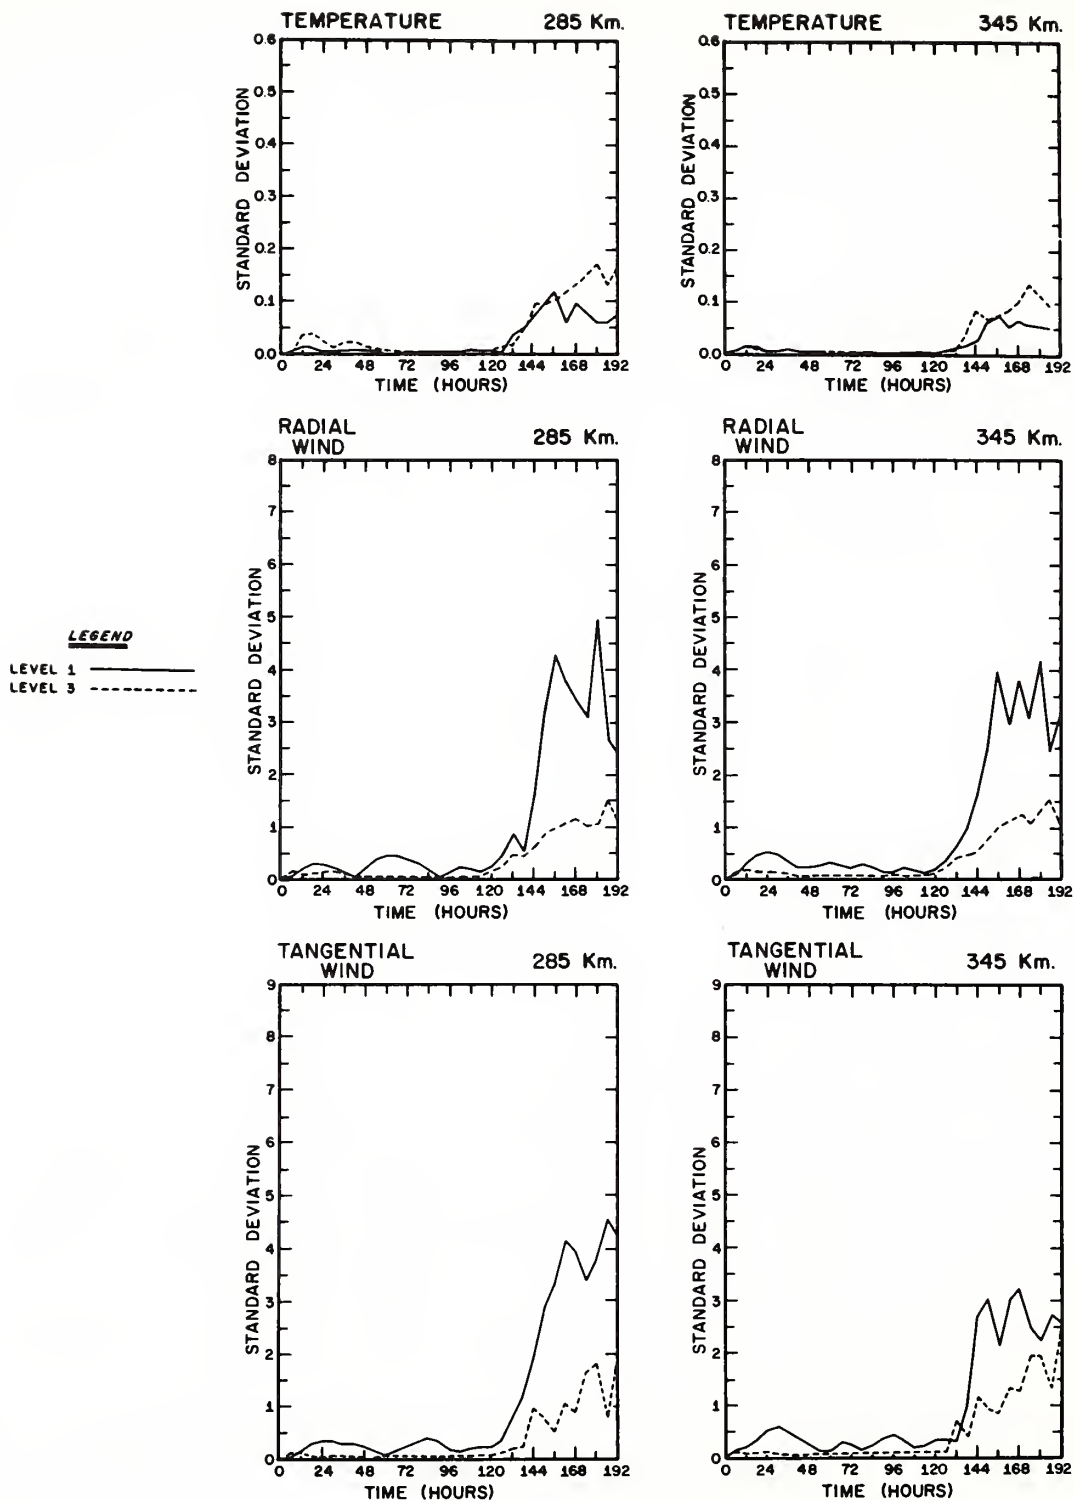 TEMPERATURE 285 Km.
STANDARD DEVIATION
0.6
0.5
0.4
0.3
0.2
0.1
0.0
0 24 48 72 96 120 144 168 192
TIME (HOURS)
TEMPERATURE 345 Km.
STANDARD DEVIATION
0.6
0.5
0.4
0.3
0.2
0.1
0.0
0 24 48 72 96 120 144 168 192
TIME (HOURS)
LEGEND
LEVEL 1
LEVEL 3
RADIAL
WIND 285 Km.
STANDARD DEVIATION
8
7
6
5
4
3
2
1
0
0 24 48 72 96 120 144 168 192
TIME (HOURS)
RADIAL
WIND 345 Km.
STANDARD DEVIATION
8
7
6
5
4
3
2
1
0
0 24 48 72 96 120 144 168 192
TIME (HOURS)
TANGENTIAL
WIND 285 Km.
STANDARD DEVIATION
9
8
7
6
5
4
3
2
1
0
0 24 48 72 96 120 144 168 192
TIME (HOURS)
TANGENTIAL
WIND 345 Km.
STANDARD DEVIATION
9
8
7
6
5
4
3
2
1
0
0 24 48 72 96 120 144 168 192
TIME (HOURS)